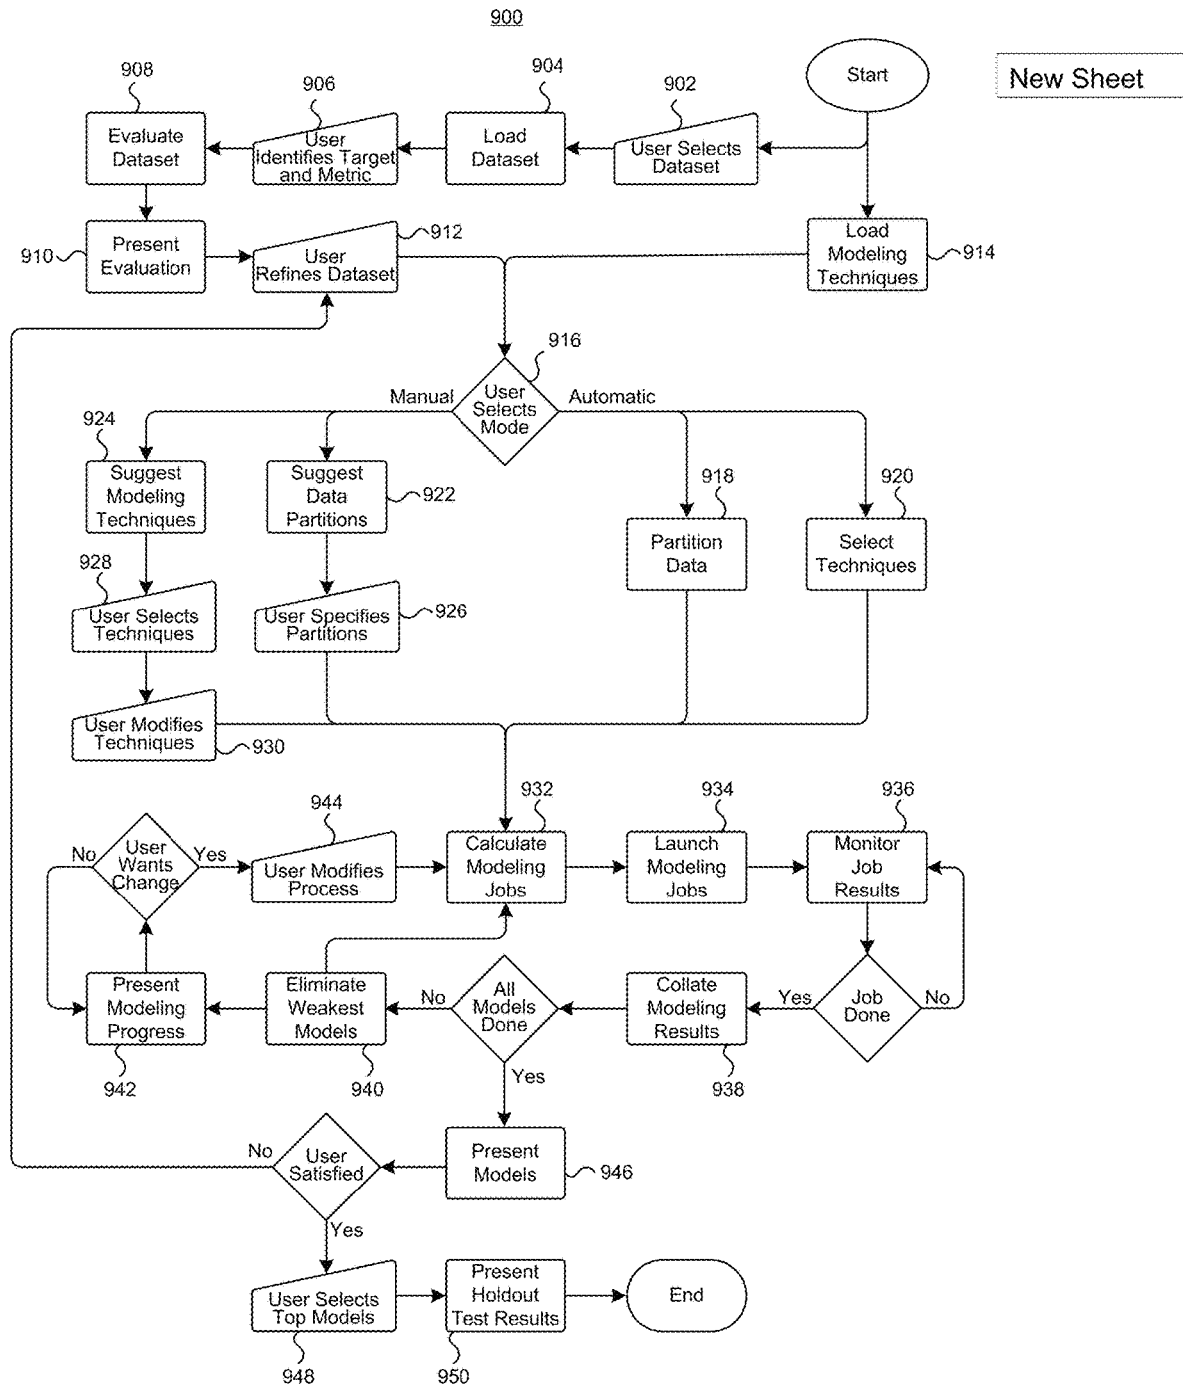 900
908
906
904
902
Start
New Sheet
Evaluate
Dataset
User
Identifies Target
and Metric
Load
Dataset
User Selects
Dataset
910
Present
Evaluation
912
User
Refines Dataset
Load
Modeling
Techniques
914
916
Manual
User
Selects
Mode
Automatic
924
Suggest
Modeling
Techniques
Suggest
Data
Partitions
922
918
920
Partition
Data
Select
Techniques
928
User Selects
Techniques
User Specifies
Partitions
926
User Modifies
Techniques
930
944
932
934
936
No
User
Wants
Change
Yes
User Modifies
Process
Calculate
Modeling
Jobs
Launch
Modeling
Jobs
Monitor
Job
Results
Present
Modeling
Progress
Eliminate
Weakest
Models
No
All
Models
Done
Collate
Modeling
Results
Yes
Job
Done
No
942
940
Yes
938
No
User
Satisfied
Present
Models
946
Yes
User Selects
Top Models
Present
Holdout
Test Results
End
948
950